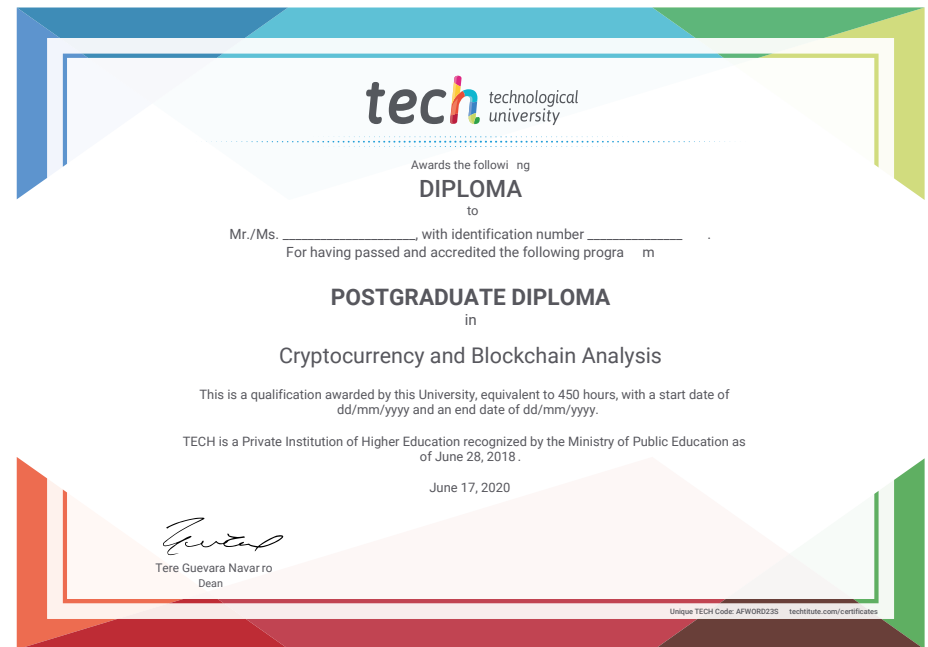 tech technological
university
Awards the followi ng
DIPLOMA
to
Mr./Ms. ______________________, with identification number ________________ .
For having passed and accredited the following progra m
POSTGRADUATE DIPLOMA
in
Cryptocurrency and Blockchain Analysis
This is a qualification awarded by this University, equivalent to 450 hours, with a start date of
dd/mm/yyyy and an end date of dd/mm/yyyy.
TECH is a Private Institution of Higher Education recognized by the Ministry of Public Education as
of June 28, 2018 .
June 17, 2020
Tere Guevara Navar ro
Dean
Unique TECH Code: AFWORD23S techtitute.com/certificates